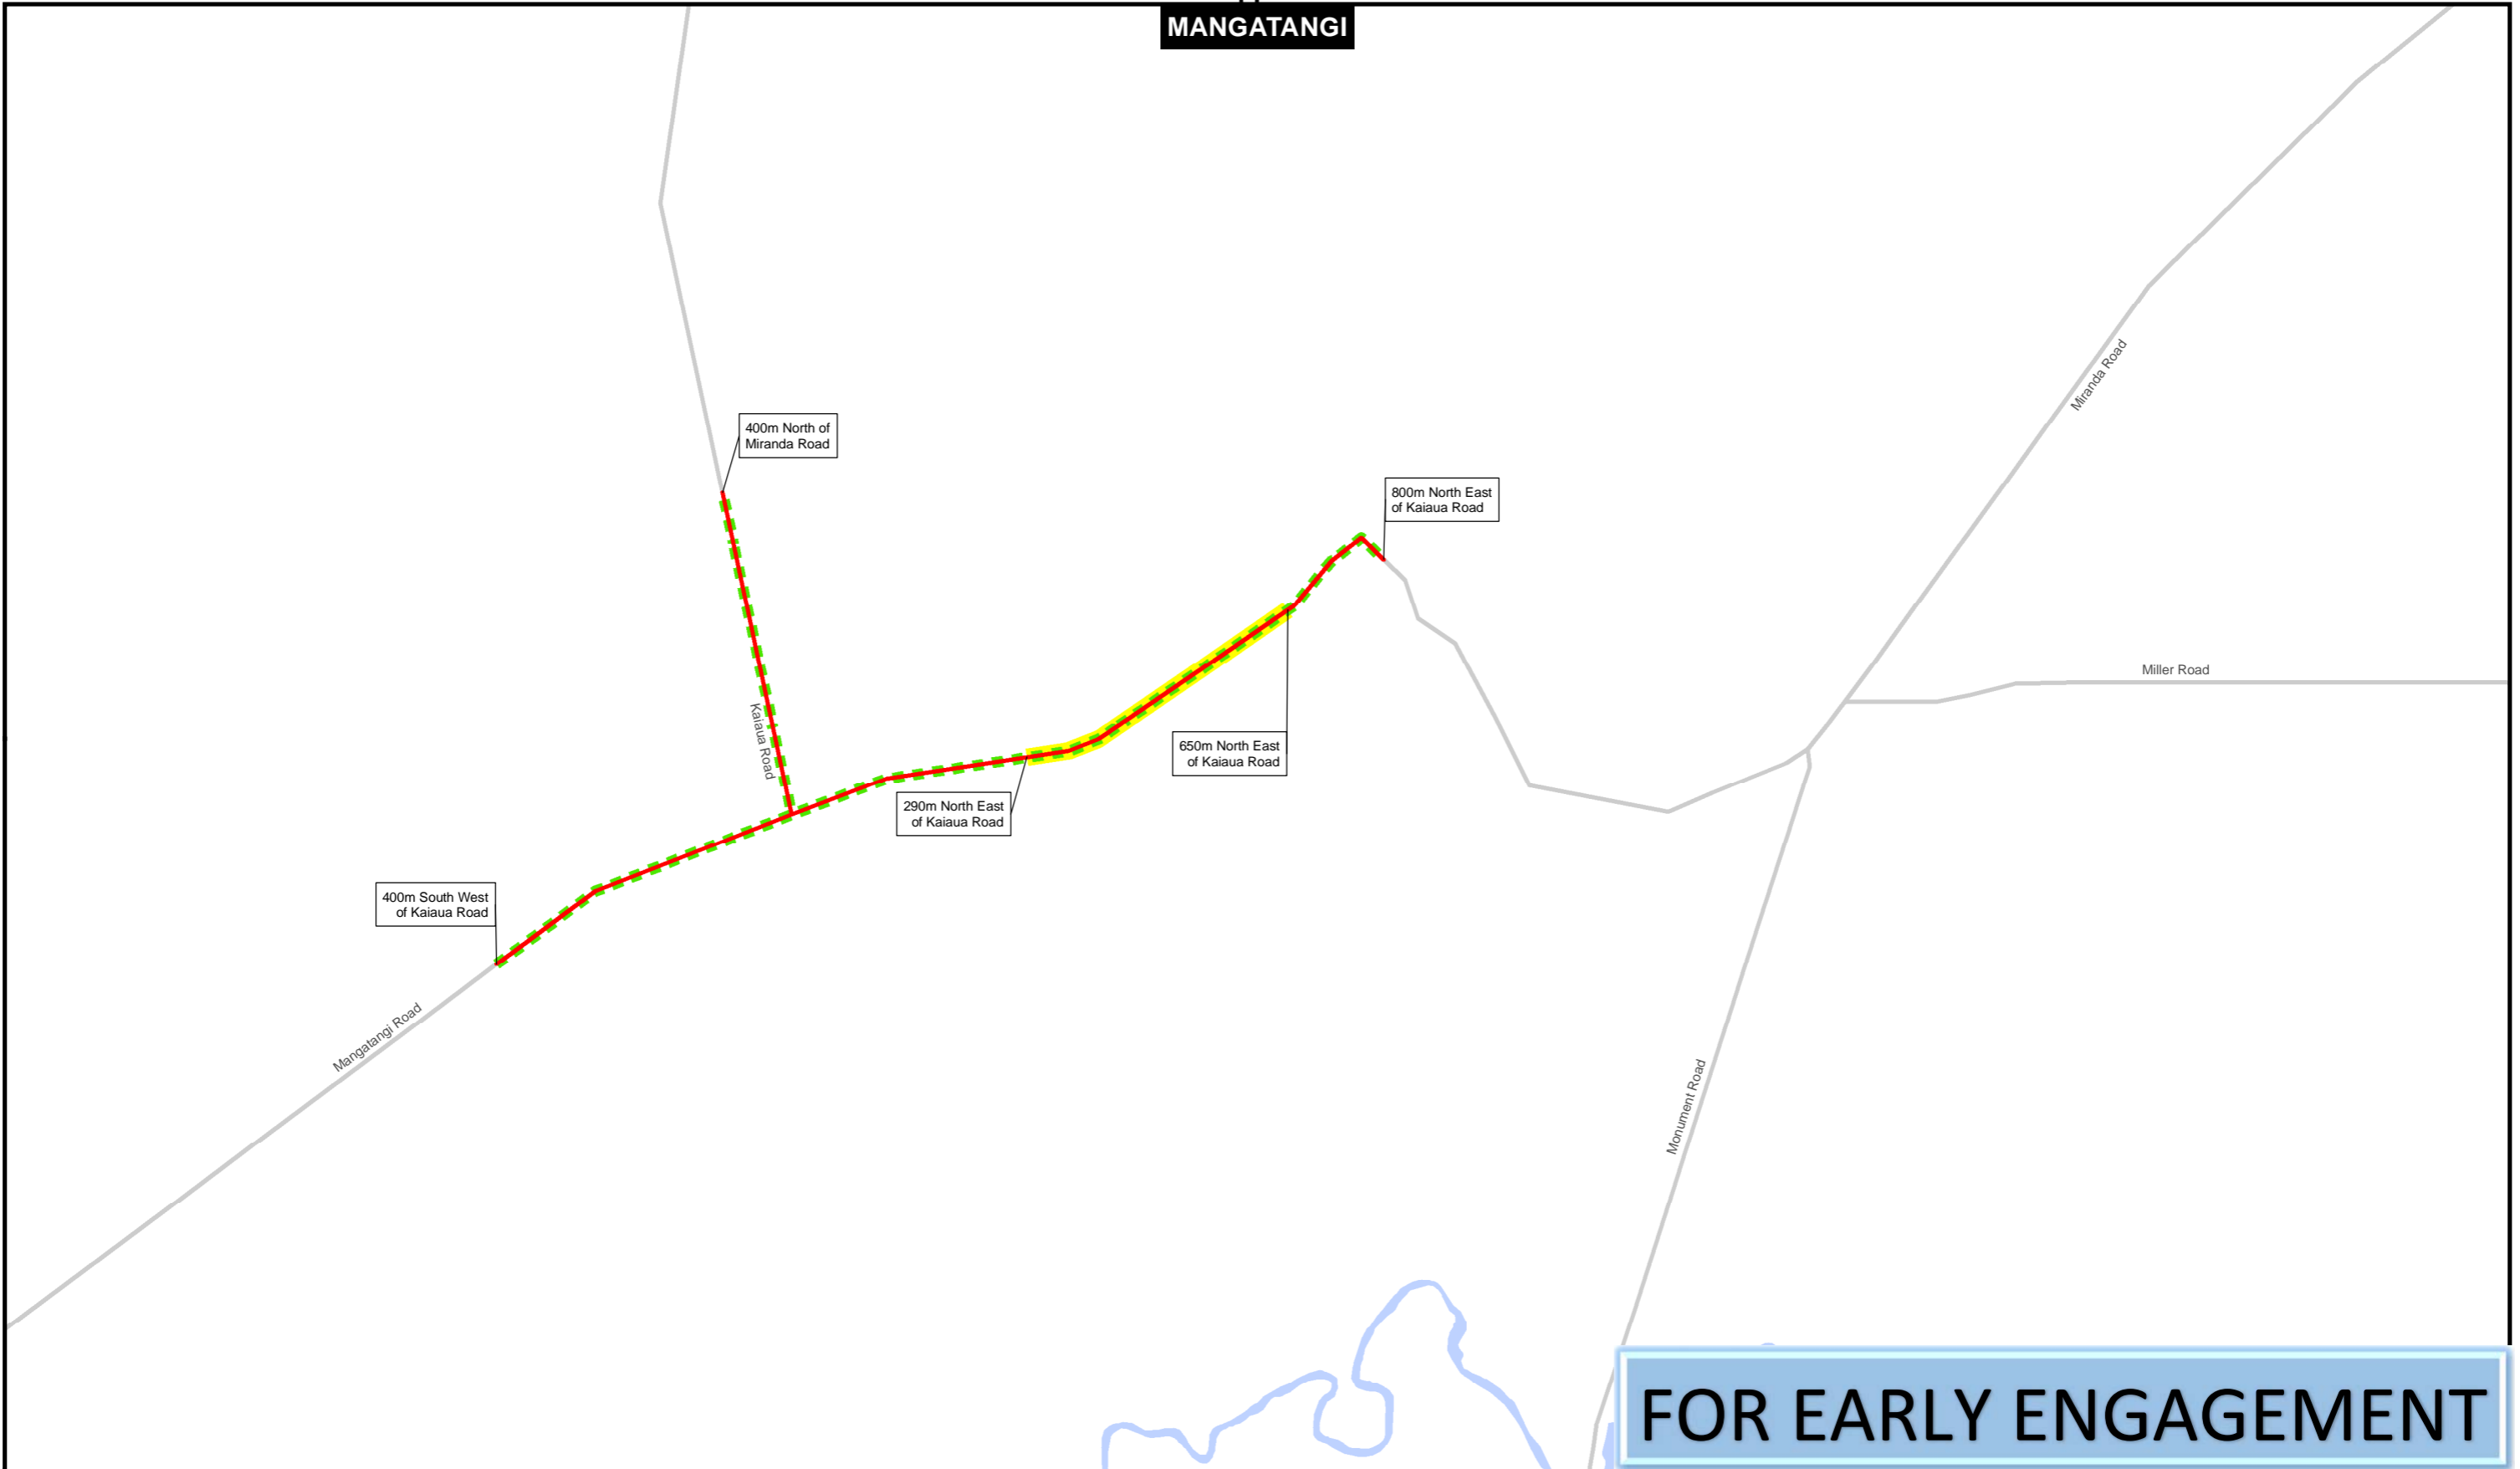 MANGATANGI
Miranda Road
400m North of
Miranda Road
800m North East
of Kaiaua Road
Miller Road
Kaiaua Road
650m North East
of Kaiaua Road
290m North East
of Kaiaua Road
400m South West
of Kaiaua Road
Mangatangi Road
Monument Road
FOR EARLY ENGAGEMENT